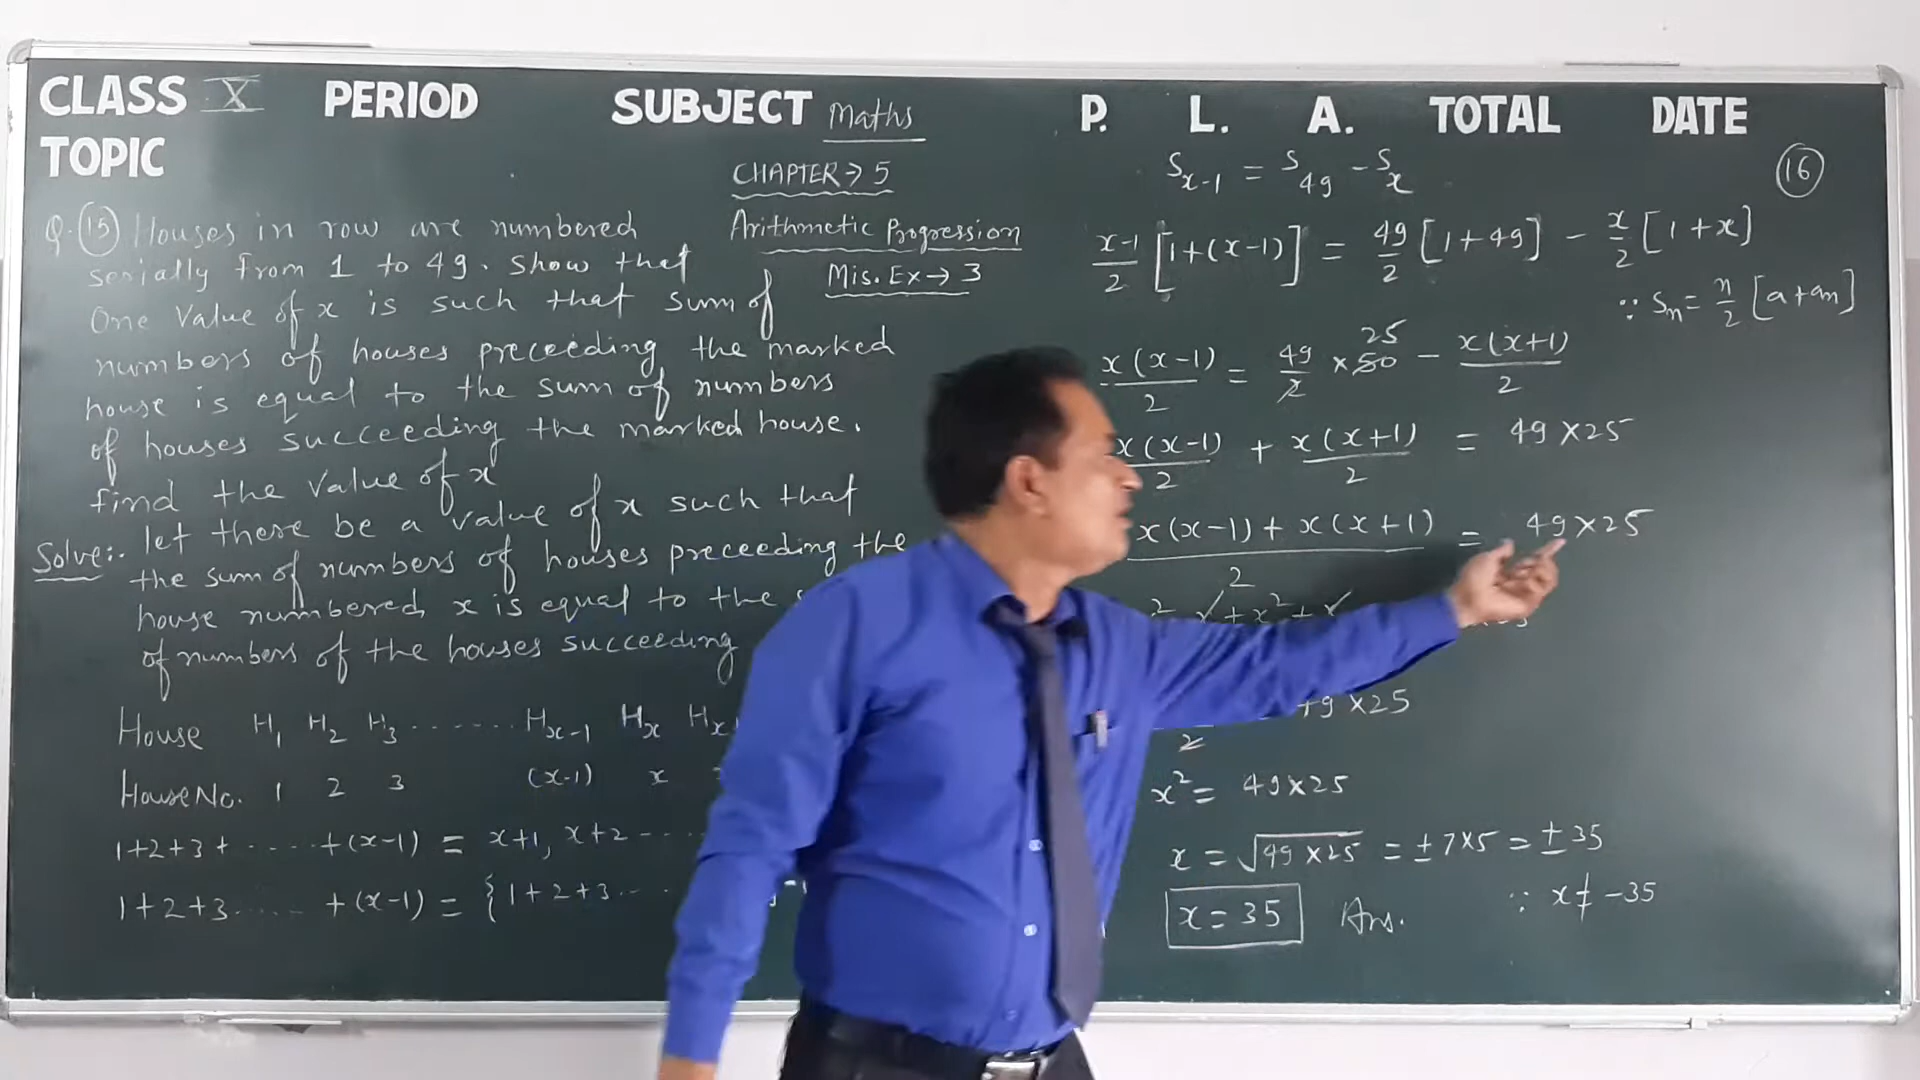 CLASS X PERIOD SUBJECT Maths P. L. A. TOTAL DATE
TOPIC
CHAPTER → 5
Arithmetic Progression
Mis. Ex → 3
Q. (15) Houses in row are numbered
serially from 1 to 49. Show that
One Value of x is such that sum of
numbers of houses preceeding the marked
house is equal to the sum of numbers
of houses succeeding the marked house.
find the value of x
Solve:. let there be a value of x such that
the sum of numbers of houses preceeding the
house numbered x is equal to the
of numbers of the houses succeeding
House H₁ H₂ H₃ ....... Hx-1 Hx
House No. 1 2 3 (x-1) x
1+2+3+ ..... +(x-1) = x+1, x+2 ----
1+2+3..... +(x-1) = {1+2+3...
(16)
Sx-1 = S49 - Sx
x-1/2 [1+(x-1)] = 49/2 [1+49] - x/2 [1+x]
∵ Sn = n/2 [a+an]
x(x-1)/2 = 49/2 × 50 25 - x(x+1)/2
x(x-1)/2 + x(x+1)/2 = 49×25
x(x-1) + x(x+1)/2 = 49×25
+ x² + x
×25
2
x² = 49×25
x = √49×25 = ±7×5 = ±35
x = 35 Ans. ∵ x ≠ -35